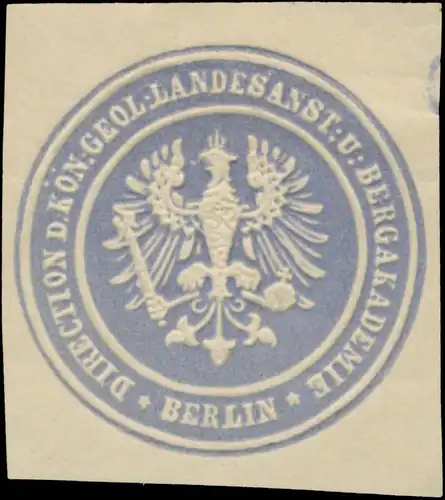 DIRECTION D. KÖN: GEOL: LANDESANST: U: BERGAKADEMIE
* BERLIN *